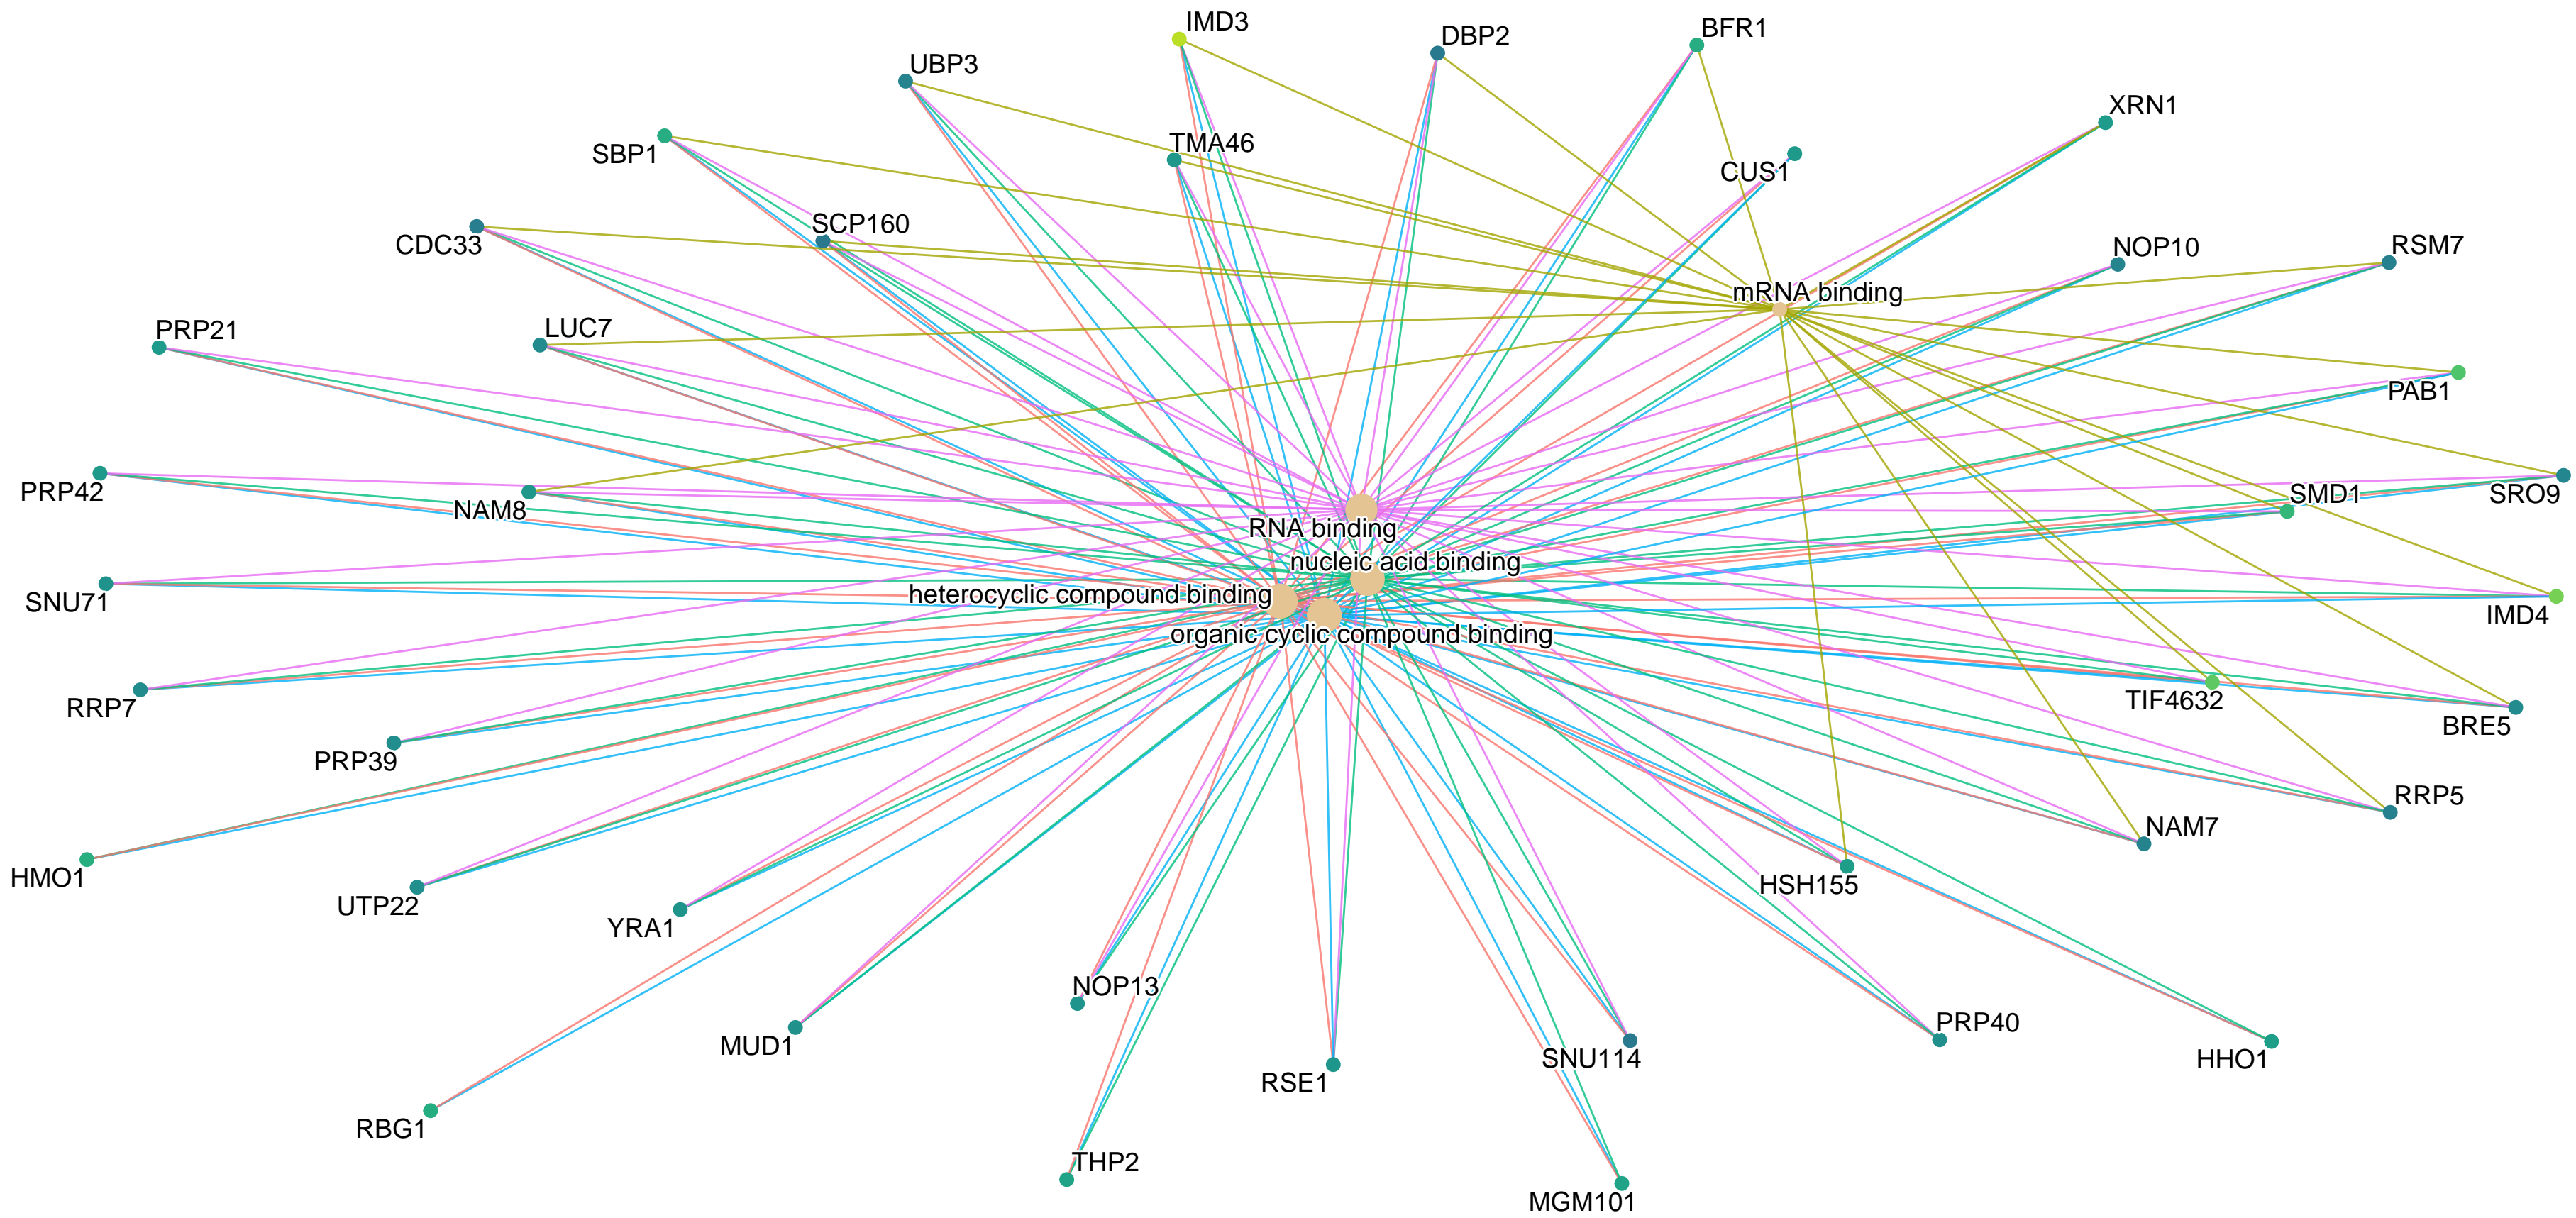 IMD3
BFR1
DBP2
UBP3
XRN1
TMA46
SBP1
CUS1
SCP160
CDC33
NOP10
RSM7
mRNA binding
PRP21
LUC7
PAB1
PRP42
NAM8
SMD1
SRO9
RNA binding
nucleic acid binding
heterocyclic compound binding
SNU71
IMD4
organic cyclic compound binding
RRP7
TIF4632
BRE5
PRP39
RRP5
NAM7
HMO1
HSH155
UTP22
YRA1
NOP13
PRP40
MUD1
SNU114
HHO1
RSE1
RBG1
THP2
MGM101